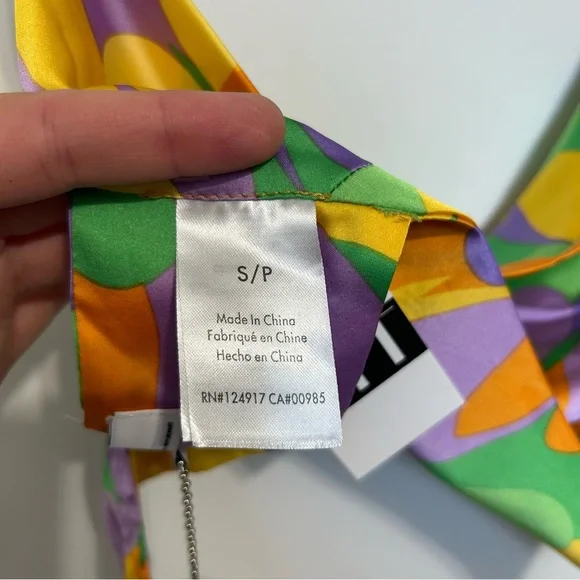 S/P
Made In China
Fabriqué en Chine
Hecho en China
RN#124917 CA#00985